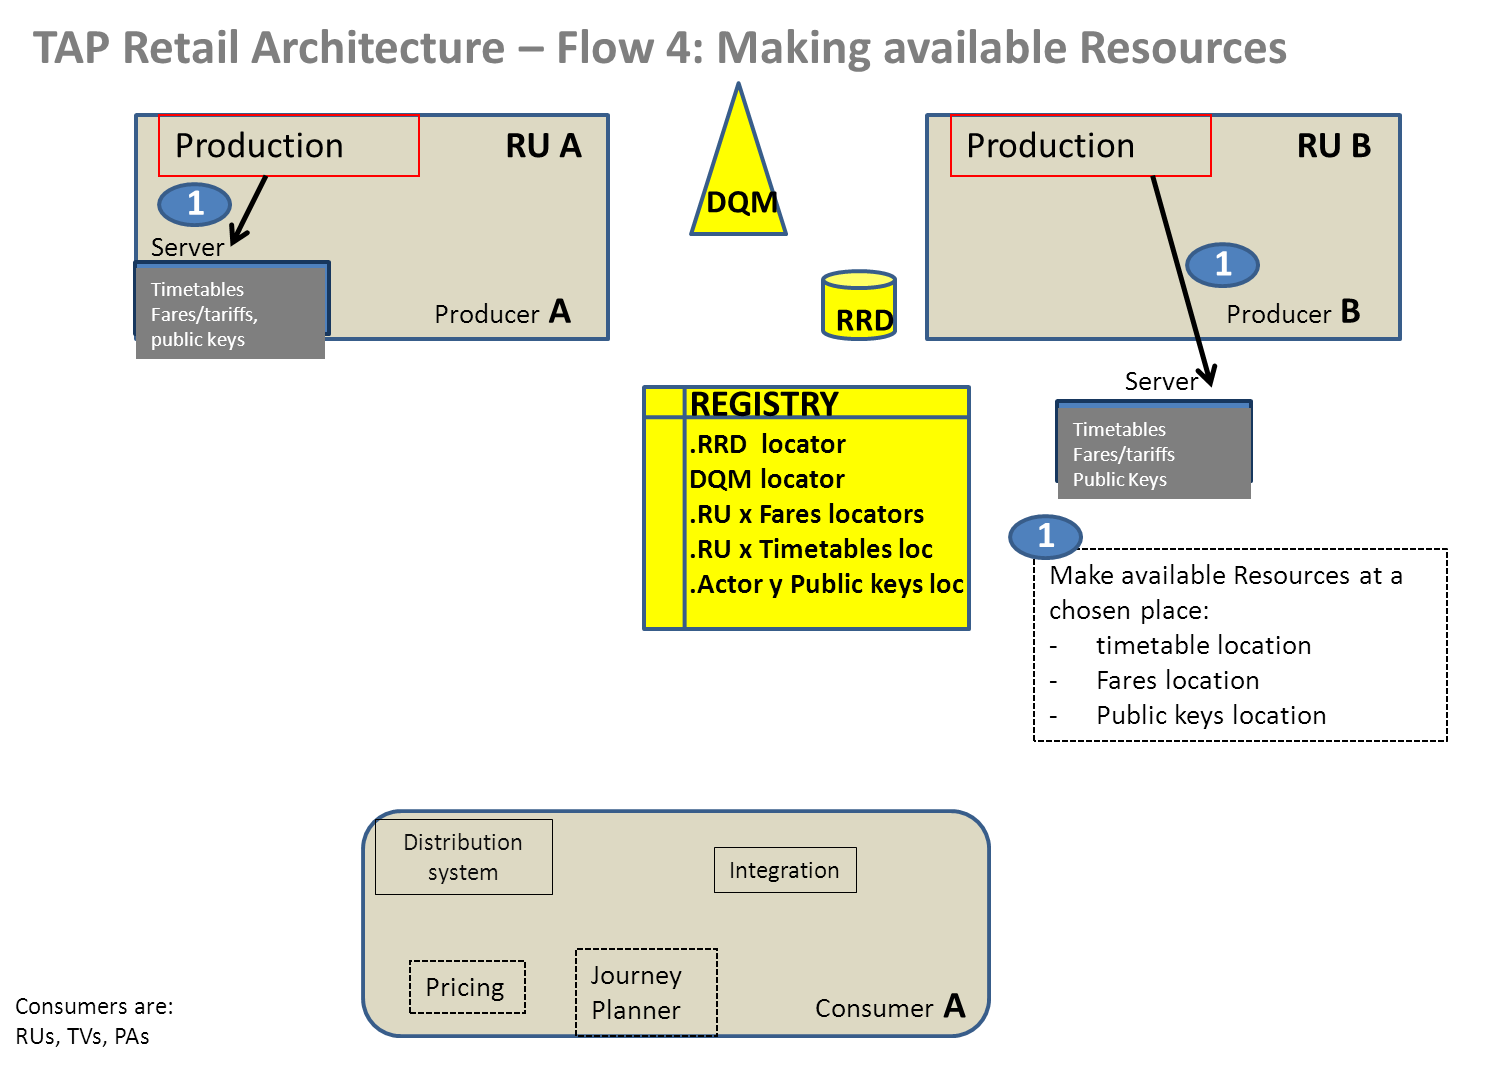 TAP Retail Architecture – Flow 4: Making available Resources
Production
RU A
1
Server
Timetables
Fares/tariffs,
public keys
Producer A
DQM
RRD
Production
RU B
1
Producer B
Server
Timetables
Fares/tariffs
Public Keys
REGISTRY
.RRD locator
DQM locator
.RU x Fares locators
.RU x Timetables loc
.Actor y Public keys loc
1
Make available Resources at a
chosen place:
- timetable location
- Fares location
- Public keys location
Distribution
system
Integration
Pricing
Journey
Planner
Consumer A
Consumers are:
RUs, TVs, PAs